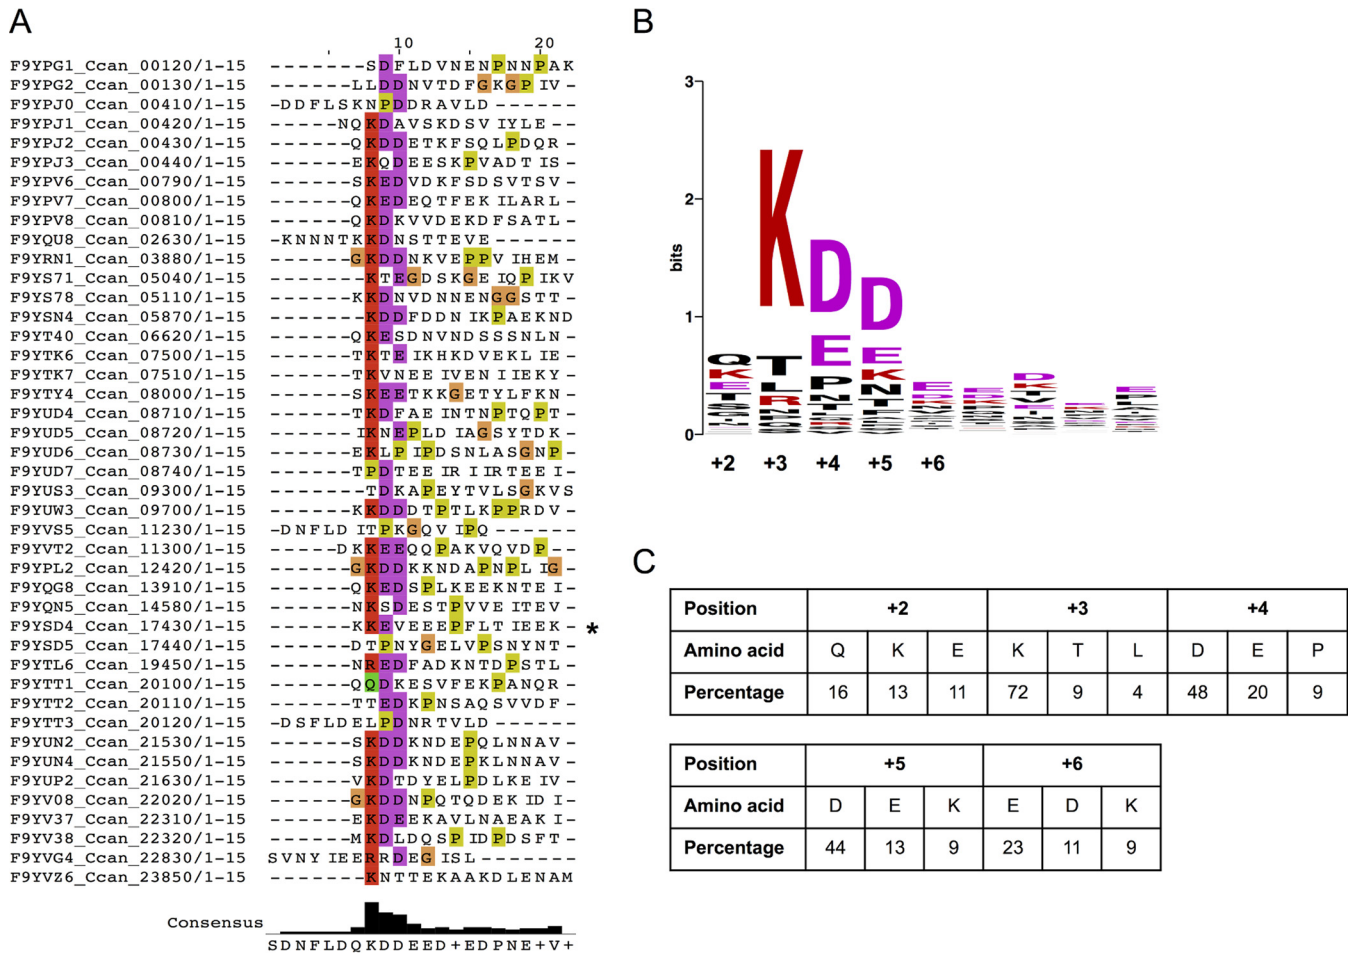 A
10 20
F9YPG1_Ccan_00120/1-15 -------SDFLDVNENPNNPAK
F9YPG2_Ccan_00130/1-15 ------LLDDNVTDFGKGPIV-
F9YPJ0_Ccan_00410/1-15 -DDFLSKNPDDRAVLD------
F9YPJ1_Ccan_00420/1-15 -----NQKDAVSKDSVIYLE--
F9YPJ2_Ccan_00430/1-15 ------QKDDETKFSQLPDQR-
F9YPJ3_Ccan_00440/1-15 ------EKQDEESKPVADTIS-
F9YPV6_Ccan_00790/1-15 ------SKEDVDKFSDSVTSV-
F9YPV7_Ccan_00800/1-15 ------QKEDEQTFEKILARL-
F9YPV8_Ccan_00810/1-15 ------QKDKVVDEKDFSATL-
F9YQU8_Ccan_02630/1-15 -KNNNTKKDNSTTEVE------
F9YRN1_Ccan_03880/1-15 ------GKDDNKVEPPVIHEM-
F9YS71_Ccan_05040/1-15 -------KTEGDSKGEIQPIKV
F9YS78_Ccan_05110/1-15 ------KKDNVDNNENGGSTT-
F9YSN4_Ccan_05870/1-15 -------KDDFDDNIKPAEKND
F9YT40_Ccan_06620/1-15 ------QKESDNVNDSSSNLN-
F9YTK6_Ccan_07500/1-15 ------TKTEIKHKDVEKLIE-
F9YTK7_Ccan_07510/1-15 ------TKVNEEIVENIIEKY-
F9YTY4_Ccan_08000/1-15 ------SKEETKKGETYLFKN-
F9YUD4_Ccan_08710/1-15 ------TKDFAEINTNPTQPT-
F9YUD5_Ccan_08720/1-15 ------IKNEPLDIAGSYTDK-
F9YUD6_Ccan_08730/1-15 ------EKLPIPDSNLASGNP-
F9YUD7_Ccan_08740/1-15 ------TPDTEEIRIIRTEEI-
F9YUS3_Ccan_09300/1-15 -------TDKAPEYTVLSGKVS
F9YUW3_Ccan_09700/1-15 ------KKDDDTPTLKPPRDV-
F9YVS5_Ccan_11230/1-15 -DNFLDITPKGQVIPQ------
F9YVT2_Ccan_11300/1-15 -----DKKEEQQPAKVQVDP--
F9YPL2_Ccan_12420/1-15 ------GKDDKKNDAPNPLIG-
F9YQG8_Ccan_13910/1-15 ------QKEDSPLKEEKNTEI-
F9YQN5_Ccan_14580/1-15 ------NKSDESTPVVEITEV-
F9YSD4_Ccan_17430/1-15 ------KKEVEEEPFLTIEEK- *
F9YSD5_Ccan_17440/1-15 ------DTPNYGELVPSNYNT-
F9YTL6_Ccan_19450/1-15 ------NREDFADKNTDPSTL-
F9YTT1_Ccan_20100/1-15 ------QQDKESVFEKPANQR-
F9YTT2_Ccan_20110/1-15 ------TTEDKPNSAQSVVDF-
F9YTT3_Ccan_20120/1-15 -DSFLDELPDNRTVLD------
F9YUN2_Ccan_21530/1-15 ------SKDDKNDEPQLNNAV-
F9YUN4_Ccan_21550/1-15 ------SKDDKNDEPKLNNAV-
F9YUP2_Ccan_21630/1-15 ------VKDTDYELPDLKEIV-
F9YV08_Ccan_22020/1-15 ------GKDDNPQTQDEKIDI-
F9YV37_Ccan_22310/1-15 ------KDEEKAVLNAEAKI-
F9YV38_Ccan_22320/1-15 ------MKDLDQSPIDPDSFT-
F9YVG4_Ccan_22830/1-15 SVNYIEERRDEGISL-------
F9YVZ6_Ccan_23850/1-15 -------KNTTEKAAKDLENAM
Consensus
SDNFLDQKDDEED+EDPNE+V+
B
3
2
1
0
bits
+2 +3 +4 +5 +6
C
Position +2 +3 +4
Amino acid Q K E K T L D E P
Percentage 16 13 11 72 9 4 48 20 9
Position +5 +6
Amino acid D E K E D K
Percentage 44 13 9 23 11 9